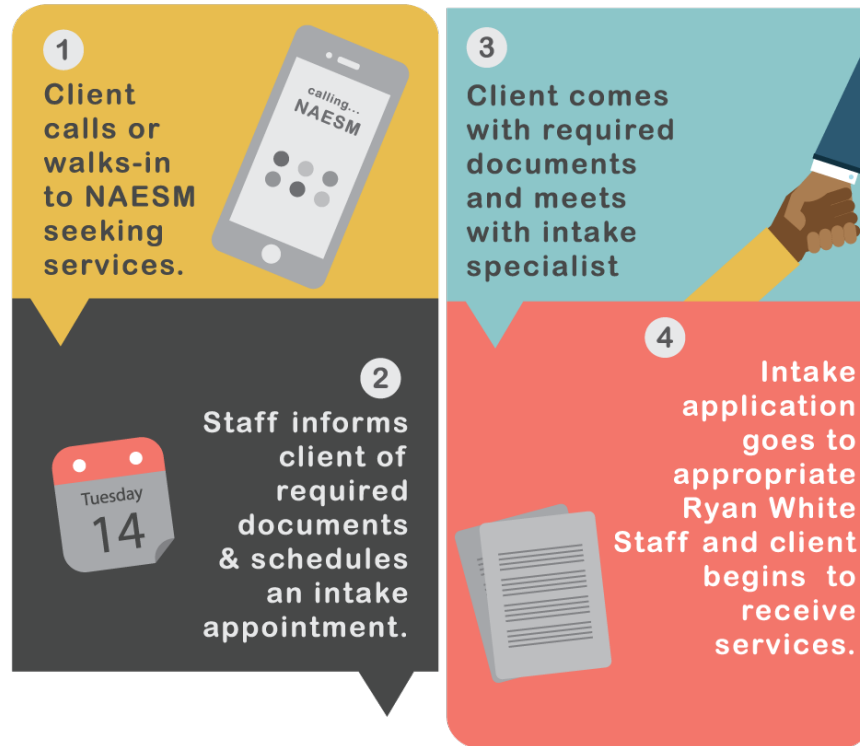 1
Client
calls or
walks-in
to NAESM
seeking
services.
calling...
NAESM
2
Staff informs
client of
required
documents
& schedules
an intake
appointment.
Tuesday
14
3
Client comes
with required
documents
and meets
with intake
specialist
4
Intake
application
goes to
appropriate
Ryan White
Staff and client
begins to
receive
services.